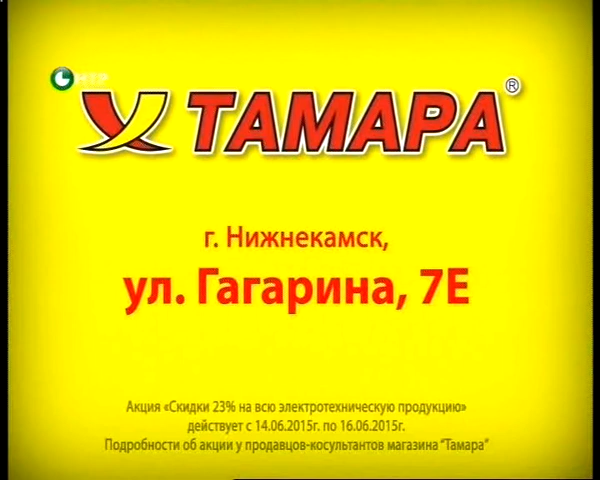 НТР
ТАМАРА®
г. Нижнекамск,
ул. Гагарина, 7Е
Акция «Скидки 23% на всю электротехническую продукцию»
действует с 14.06.2015г. по 16.06.2015г.
Подробности об акции у продавцов-косультантов магазина "Тамара"